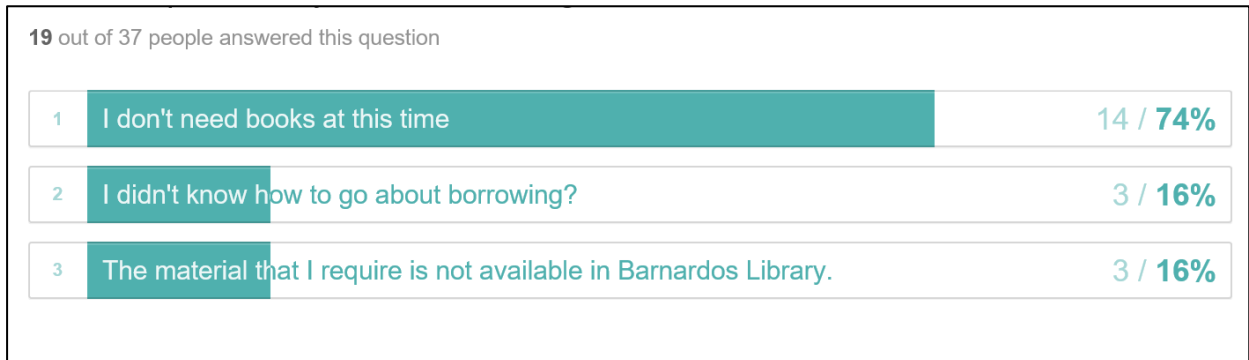 19 out of 37 people answered this question
1 I don't need books at this time 14 / 74%
2 I didn't know how to go about borrowing? 3 / 16%
3 The material that I require is not available in Barnardos Library. 3 / 16%